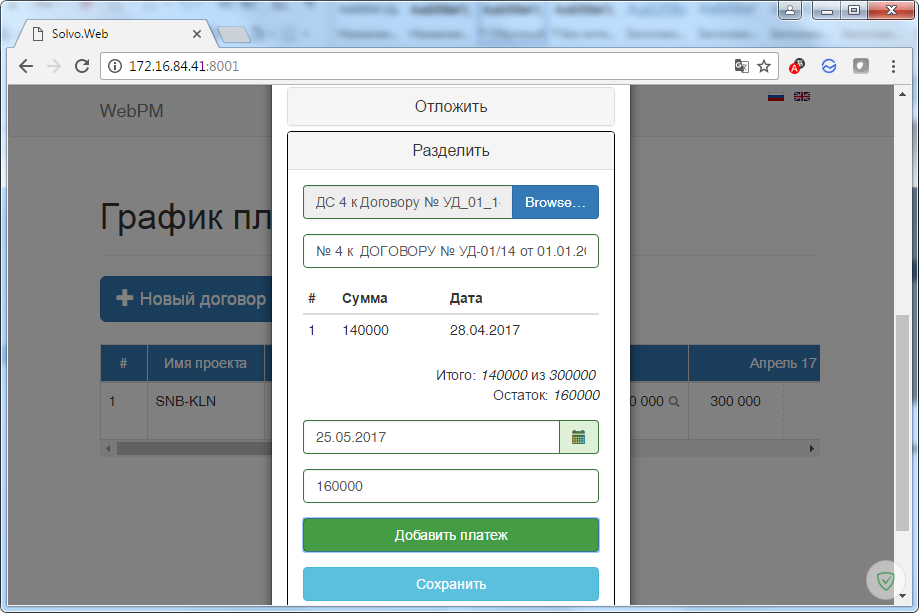 Solvo.Web
172.16.84.41:8001
WebPM
Отложить
Разделить
ДС 4 к Договору № УД_01_1
Browse...
График пл
№ 4 к ДОГОВОРУ № УД-01/14 от 01.01.20
Новый договор
# Сумма Дата
1 140000 28.04.2017
# Имя проекта Апрель 17
Итого: 140000 из 300000
Остаток: 160000
1 SNB-KLN 0 000 300 000
25.05.2017
160000
Добавить платеж
Сохранить